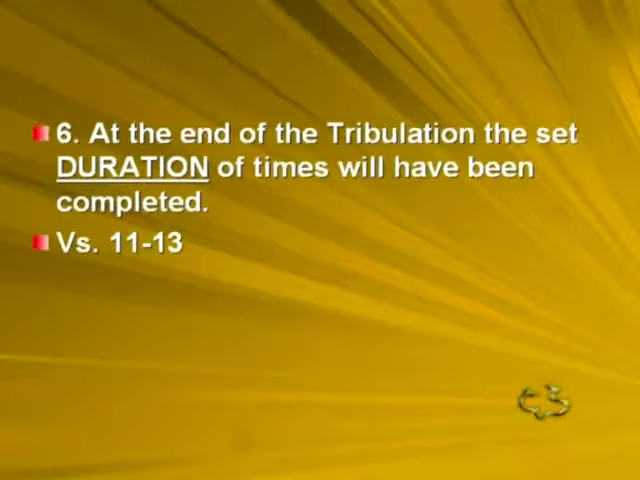 6. At the end of the Tribulation the set
DURATION of times will have been
completed.
Vs. 11-13